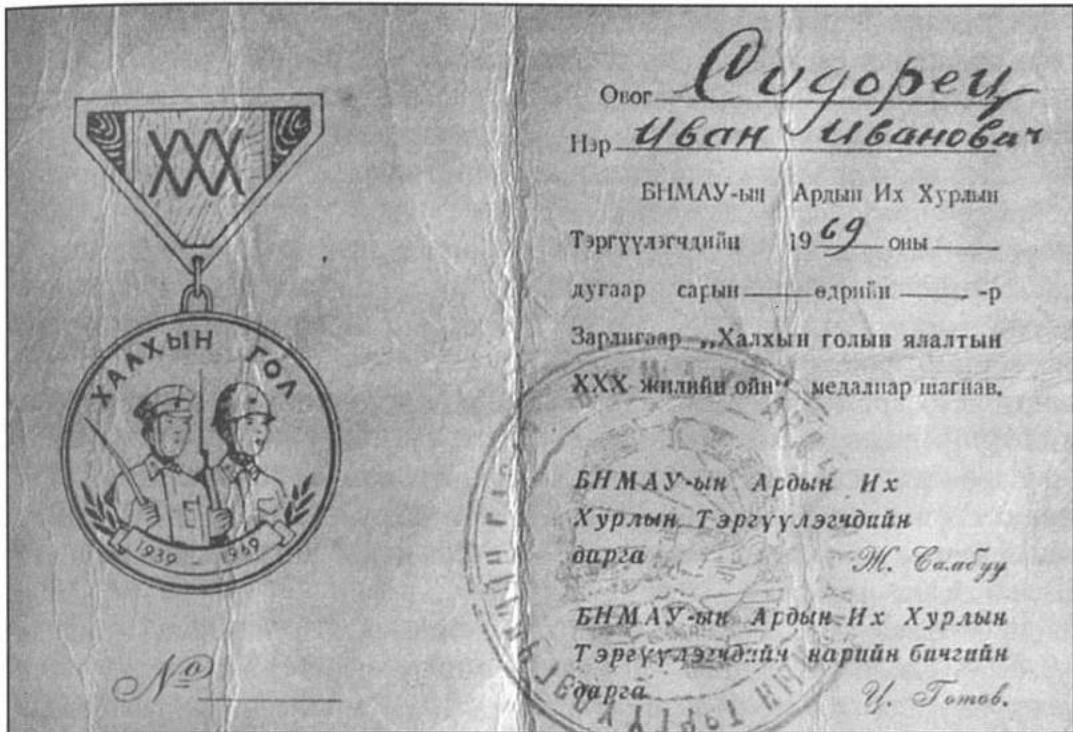 XXX
ХААХЫН ГОЛ
1939 - 1969
№
Овог Сидорец
Нэр Иван Иванович
БНМАУ-ын Ардын Их Хурлын
Тэргүүлэгчдийн 1969 оны
дугаар сарын өдрийн -р
Зарлигаар „Халхын голын ялалтын
XXX жилийн ойн“ медалиар шагнав.
БНМАУ-ын Ардын Их
Хурлын Тэргүүлэгчдийн
дарга Ж. Самбуу
БНМАУ-ын Ардын Их Хурлын
Тэргүүлэгчдийн нарийн бичгийн
дарга Ц. Готов.